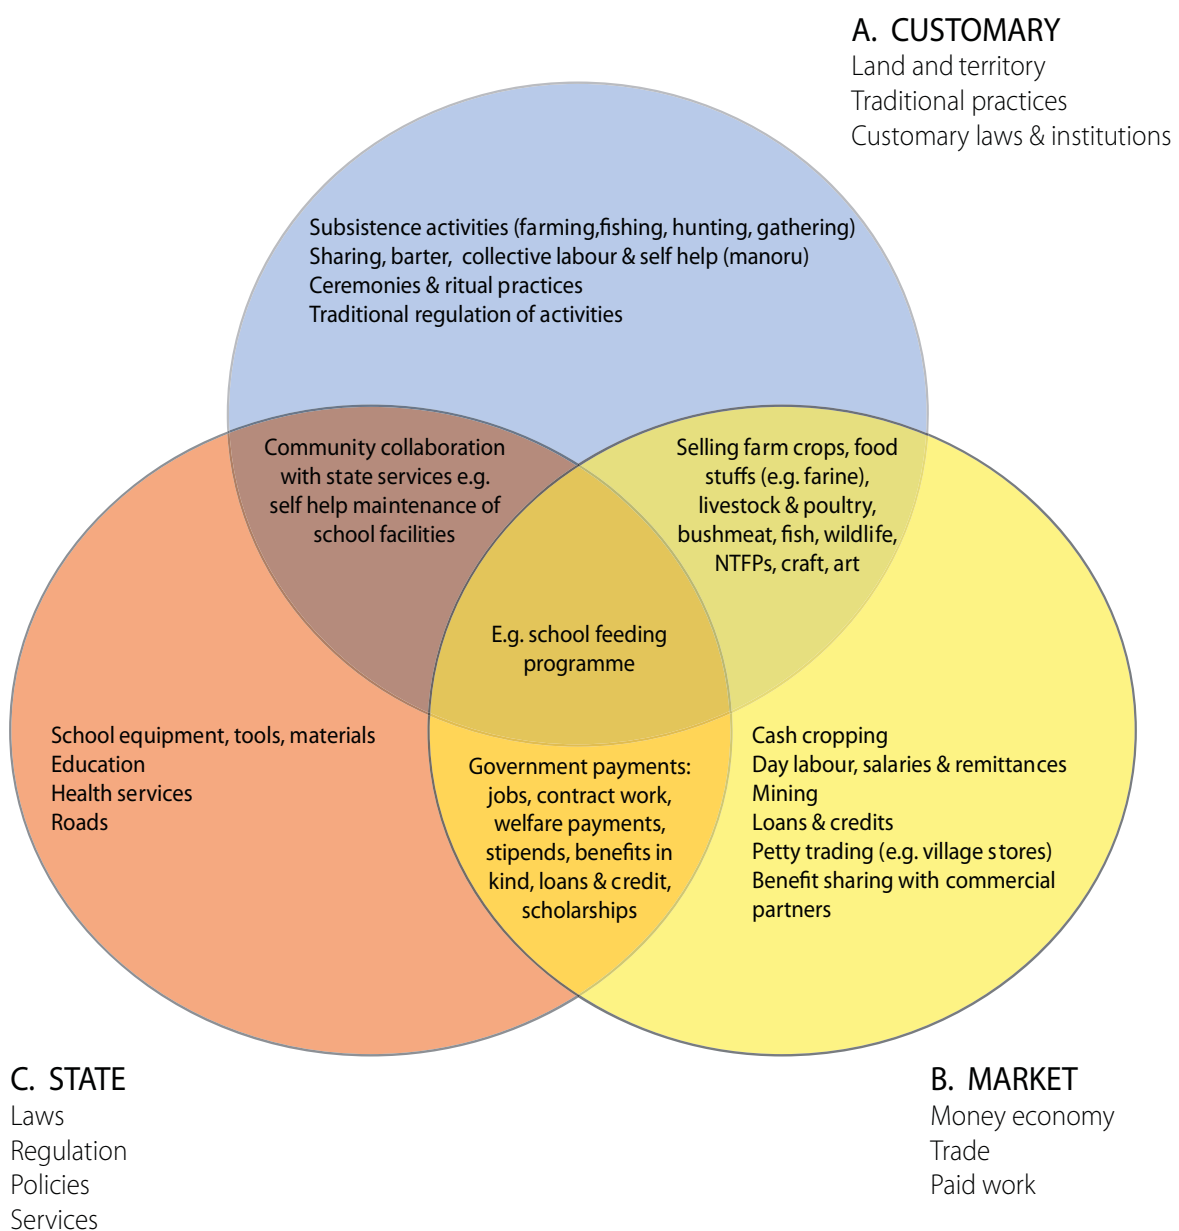 A. CUSTOMARY
Land and territory
Traditional practices
Customary laws & institutions
Subsistence activities (farming,fishing, hunting, gathering)
Sharing, barter, collective labour & self help (manoru)
Ceremonies & ritual practices
Traditional regulation of activities
Community collaboration
with state services e.g.
self help maintenance of
school facilities
Selling farm crops, food
stuffs (e.g. farine),
livestock & poultry,
bushmeat, fish, wildlife,
NTFPs, craft, art
E.g. school feeding
programme
School equipment, tools, materials
Education
Health services
Roads
Government payments:
jobs, contract work,
welfare payments,
stipends, benefits in
kind, loans & credit,
scholarships
Cash cropping
Day labour, salaries & remittances
Mining
Loans & credits
Petty trading (e.g. village stores)
Benefit sharing with commercial
partners
C. STATE
Laws
Regulation
Policies
Services
B. MARKET
Money economy
Trade
Paid work